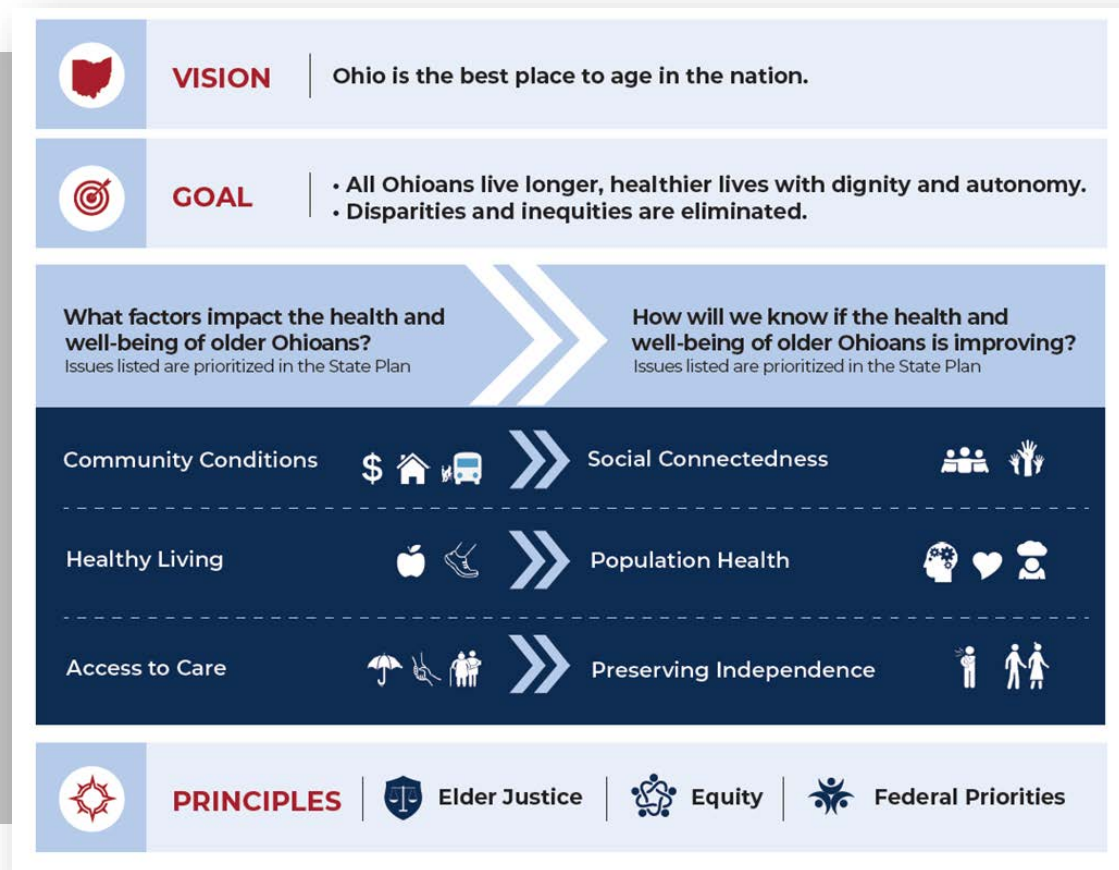 VISION
Ohio is the best place to age in the nation.
GOAL
• All Ohioans live longer, healthier lives with dignity and autonomy.
• Disparities and inequities are eliminated.
What factors impact the health and
well-being of older Ohioans?
Issues listed are prioritized in the State Plan
How will we know if the health and
well-being of older Ohioans is improving?
Issues listed are prioritized in the State Plan
Community Conditions
$
Social Connectedness
Healthy Living
Population Health
Access to Care
Preserving Independence
PRINCIPLES
Elder Justice
Equity
Federal Priorities